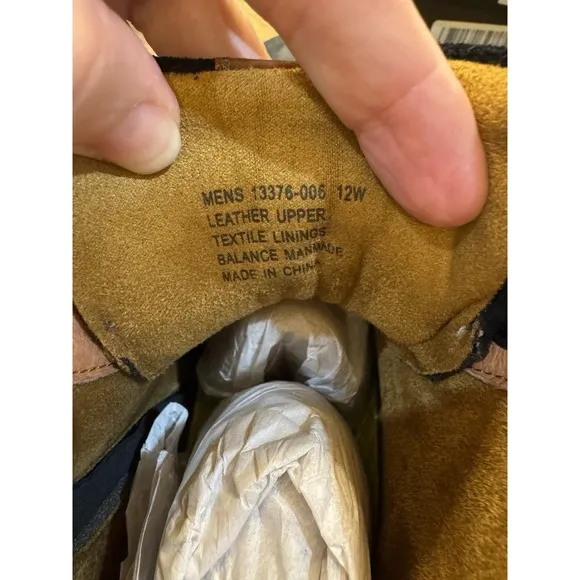 MENS 13376-006 12W
LEATHER UPPER
TEXTILE LININGS
BALANCE MANMADE
MADE IN CHINA